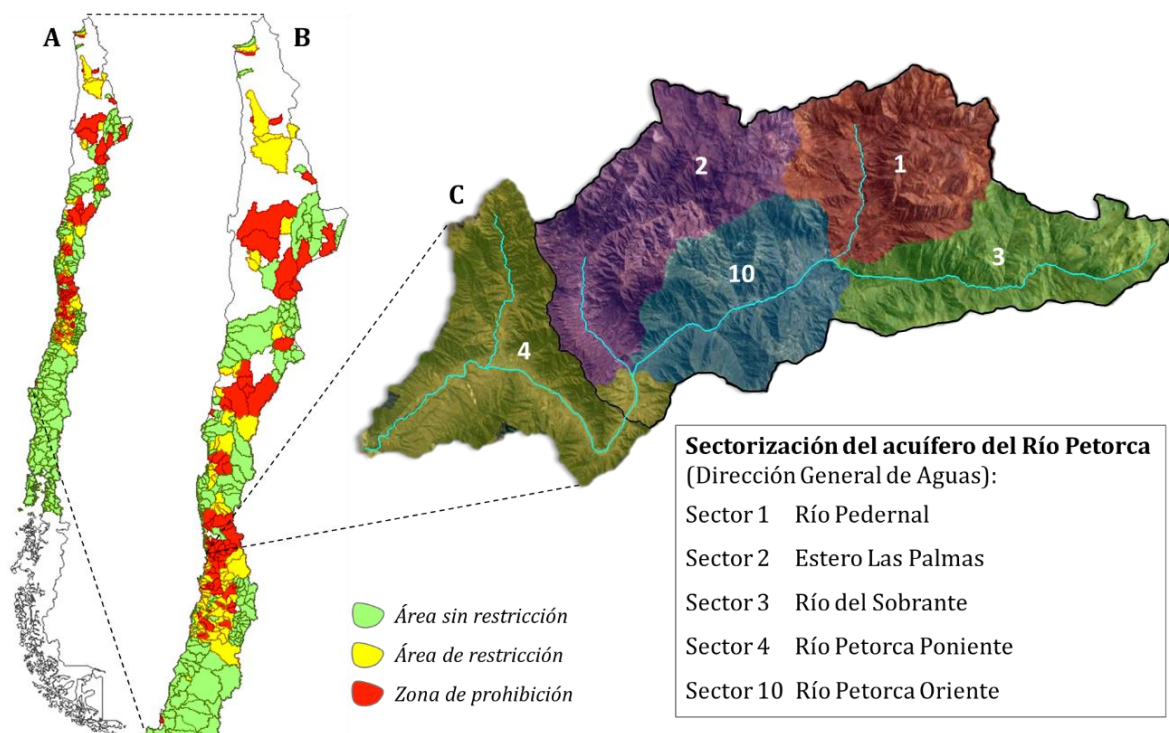 A
B
C
1
2
3
10
4
Área sin restricción
Área de restricción
Zona de prohibición
Sectorización del acuífero del Río Petorca
(Dirección General de Aguas):
Sector 1 Río Pedernal
Sector 2 Estero Las Palmas
Sector 3 Río del Sobrante
Sector 4 Río Petorca Poniente
Sector 10 Río Petorca Oriente